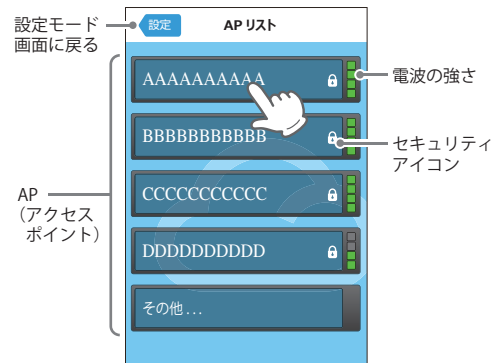 設定モード
画面に戻る
設定
AP リスト
AAAAAAAAAA
電波の強さ
BBBBBBBBBBB
セキュリティ
アイコン
AP
（アクセス
ポイント）
CCCCCCCCCCC
DDDDDDDDDD
その他 ...